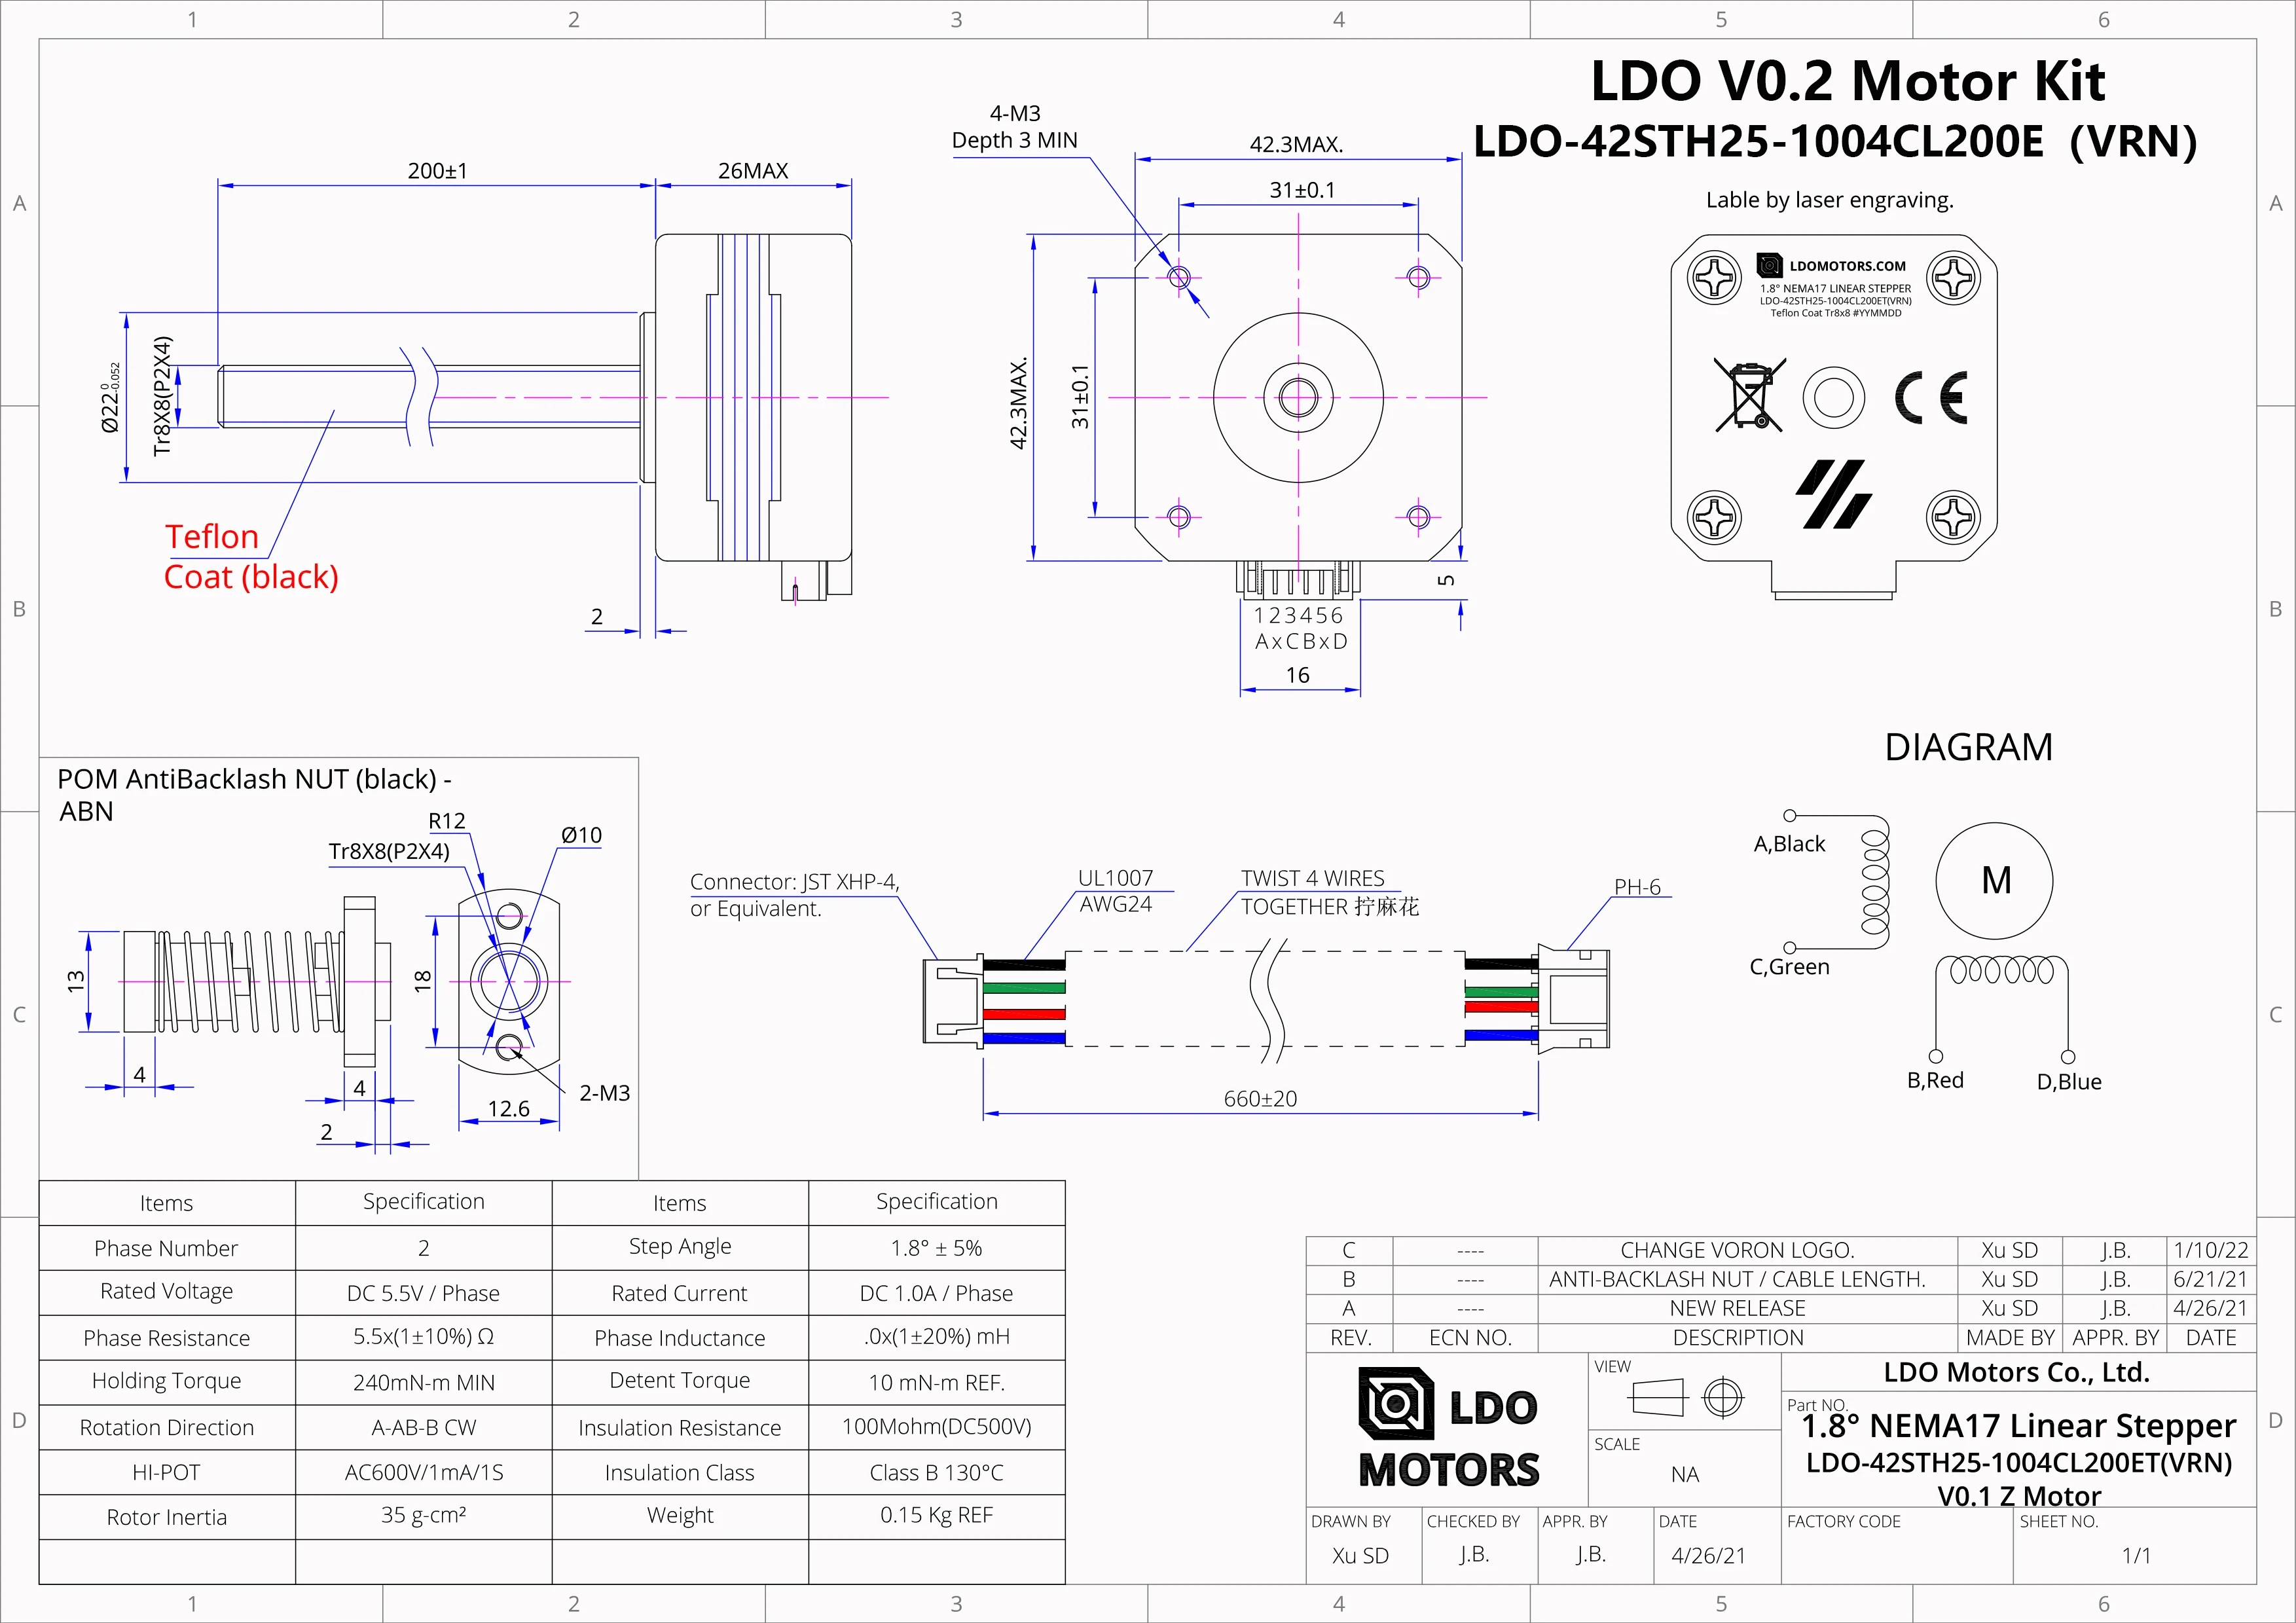 1 2 3 4 5 6
LDO V0.2 Motor Kit
LDO-42STH25-1004CL200E (VRN)
Lable by laser engraving.
A
A
B
B
C
C
D
D
200±1
26MAX
Ø22 0 -0.052
Tr8X8(P2X4)
Teflon
Coat (black)
2
4-M3
Depth 3 MIN
42.3MAX.
31±0.1
42.3MAX.
31±0.1
5
1 2 3 4 5 6
A x C B x D
16
LDOMOTORS.COM
1.8° NEMA17 LINEAR STEPPER
LDO-42STH25-1004CL200ET(VRN)
Teflon Coat Tr8x8 #YYMMDD
CE
POM AntiBacklash NUT (black) -
ABN
R12
Ø10
Tr8X8(P2X4)
13
18
4
4
2
12.6
2-M3
Connector: JST XHP-4,
or Equivalent.
UL1007
AWG24
TWIST 4 WIRES
TOGETHER 拧麻花
PH-6
660±20
DIAGRAM
A,Black
C,Green
M
B,Red
D,Blue
Items Specification Items Specification
Phase Number 2 Step Angle 1.8° ± 5%
Rated Voltage DC 5.5V / Phase Rated Current DC 1.0A / Phase
Phase Resistance 5.5x(1±10%) Ω Phase Inductance .0x(1±20%) mH
Holding Torque 240mN-m MIN Detent Torque 10 mN-m REF.
Rotation Direction A-AB-B CW Insulation Resistance 100Mohm(DC500V)
HI-POT AC600V/1mA/1S Insulation Class Class B 130°C
Rotor Inertia 35 g-cm² Weight 0.15 Kg REF
C ---- CHANGE VORON LOGO. Xu SD J.B. 1/10/22
B ---- ANTI-BACKLASH NUT / CABLE LENGTH. Xu SD J.B. 6/21/21
A ---- NEW RELEASE Xu SD J.B. 4/26/21
REV. ECN NO. DESCRIPTION MADE BY APPR. BY DATE
LDO
MOTORS
VIEW
SCALE
NA
LDO Motors Co., Ltd.
Part NO.
1.8° NEMA17 Linear Stepper
LDO-42STH25-1004CL200ET(VRN)
V0.1 Z Motor
DRAWN BY CHECKED BY APPR. BY DATE FACTORY CODE SHEET NO.
Xu SD J.B. J.B. 4/26/21 1/1
1 2 3 4 5 6